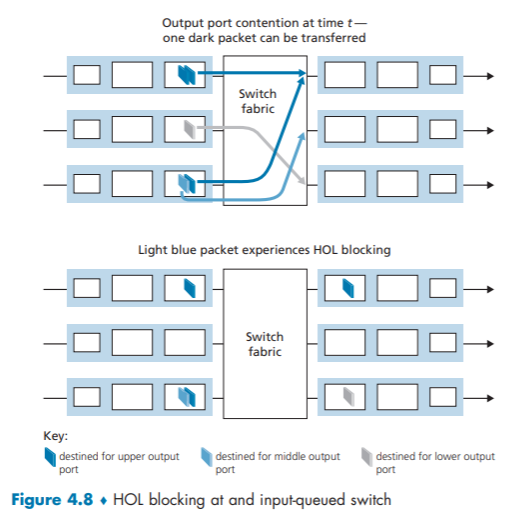 Output port contention at time t—
one dark packet can be transferred
Switch
fabric
Light blue packet experiences HOL blocking
Switch
fabric
Key:
destined for upper output
port
destined for middle output
port
destined for lower output
port
Figure 4.8 ♦ HOL blocking at and input-queued switch